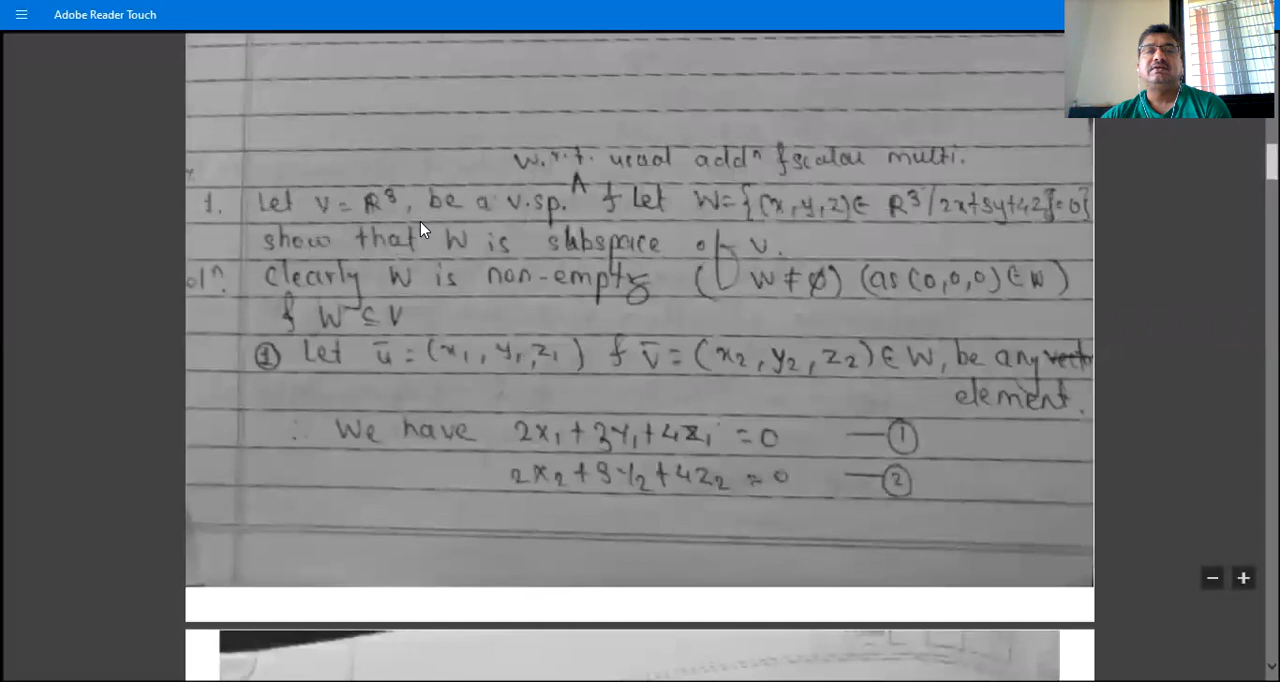 Adobe Reader Touch
w.r.t. usual addn & scalar multi.
1. Let V = R³, be a v.sp. ^ & Let W={(x,y,z)∈ R³/2x+3y+4z=0}
show that W is subspace of V.
olⁿ. clearly W is non-empty ( W ≠ ∅) (as (0,0,0) ∈ W)
& W ⊆ V
① Let ū = (x₁, y₁, z₁) & v̄ = (x₂, y₂, z₂) ∈ W, be any
element.
∴ We have 2x₁ + 3y₁ + 4z₁ = 0 — ①
2x₂ + 3y₂ + 4z₂ = 0 — ②